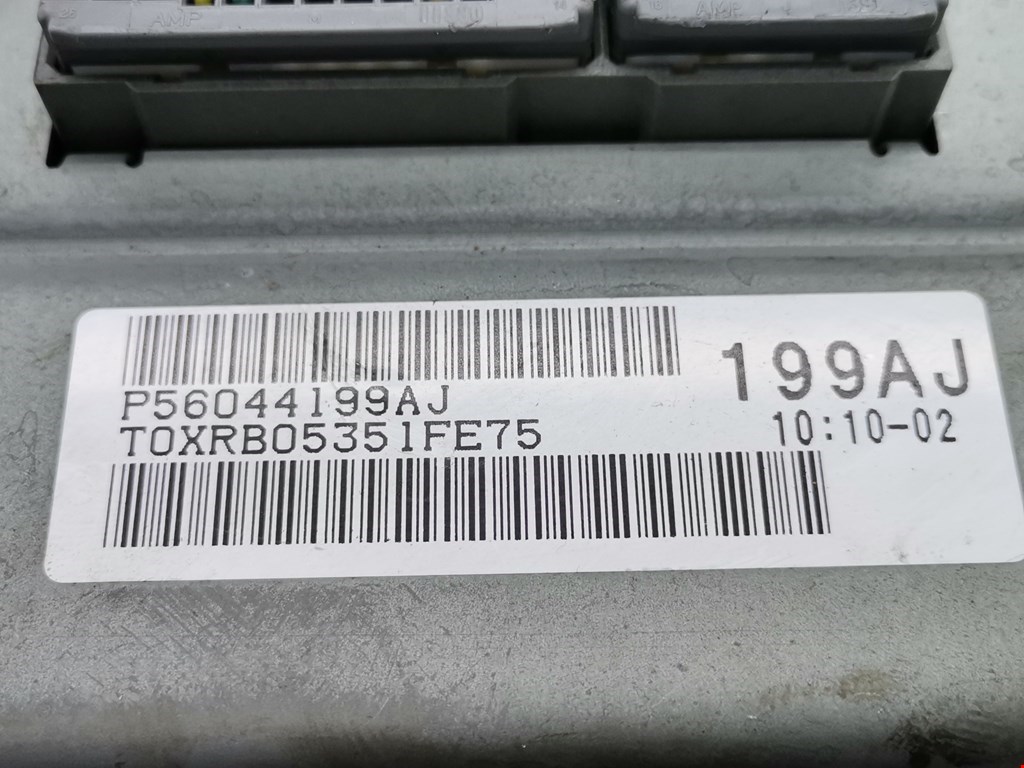 AMP
AMP
P56044199AJ
T0XRB05351FE75
199AJ
10:10-02